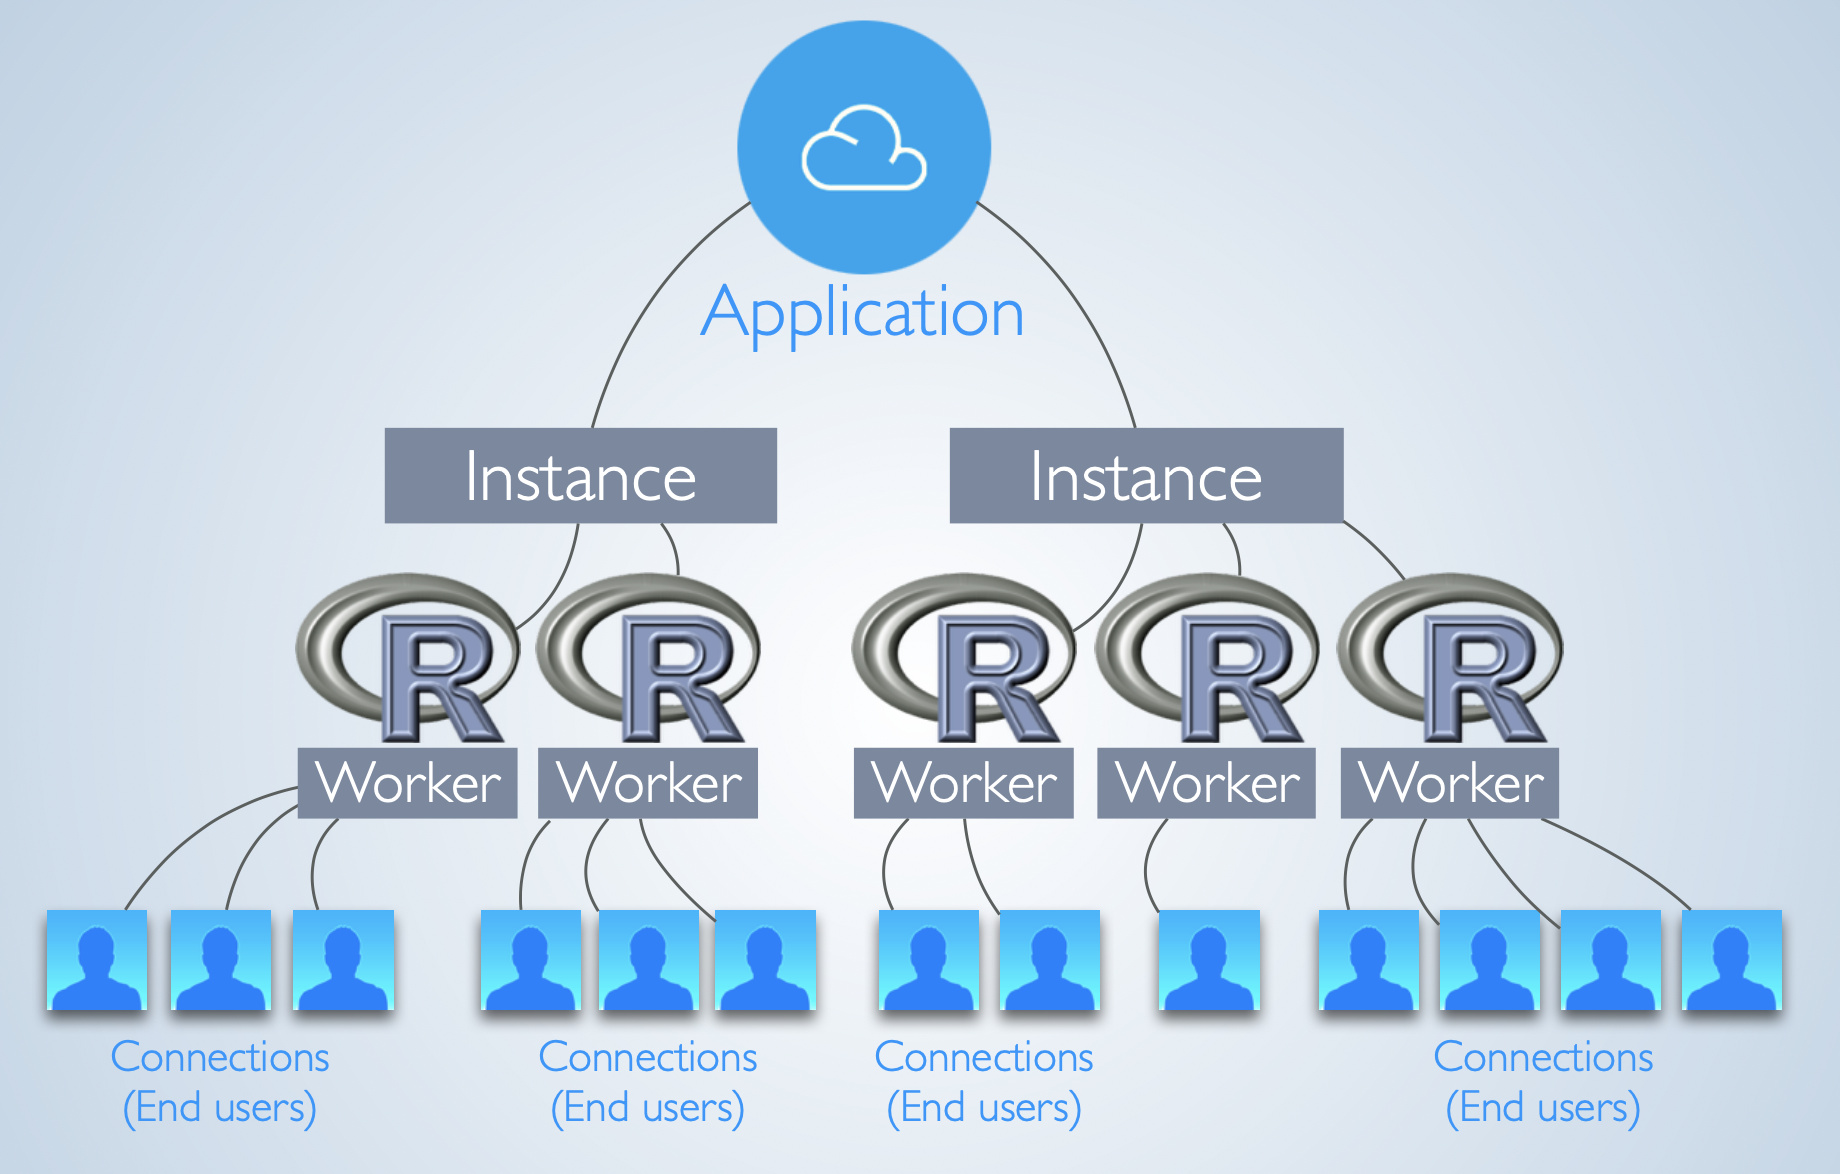 Application
Instance
Instance
R
R
R
R
R
Worker
Worker
Worker
Worker
Worker
Connections
(End users)
Connections
(End users)
Connections
(End users)
Connections
(End users)